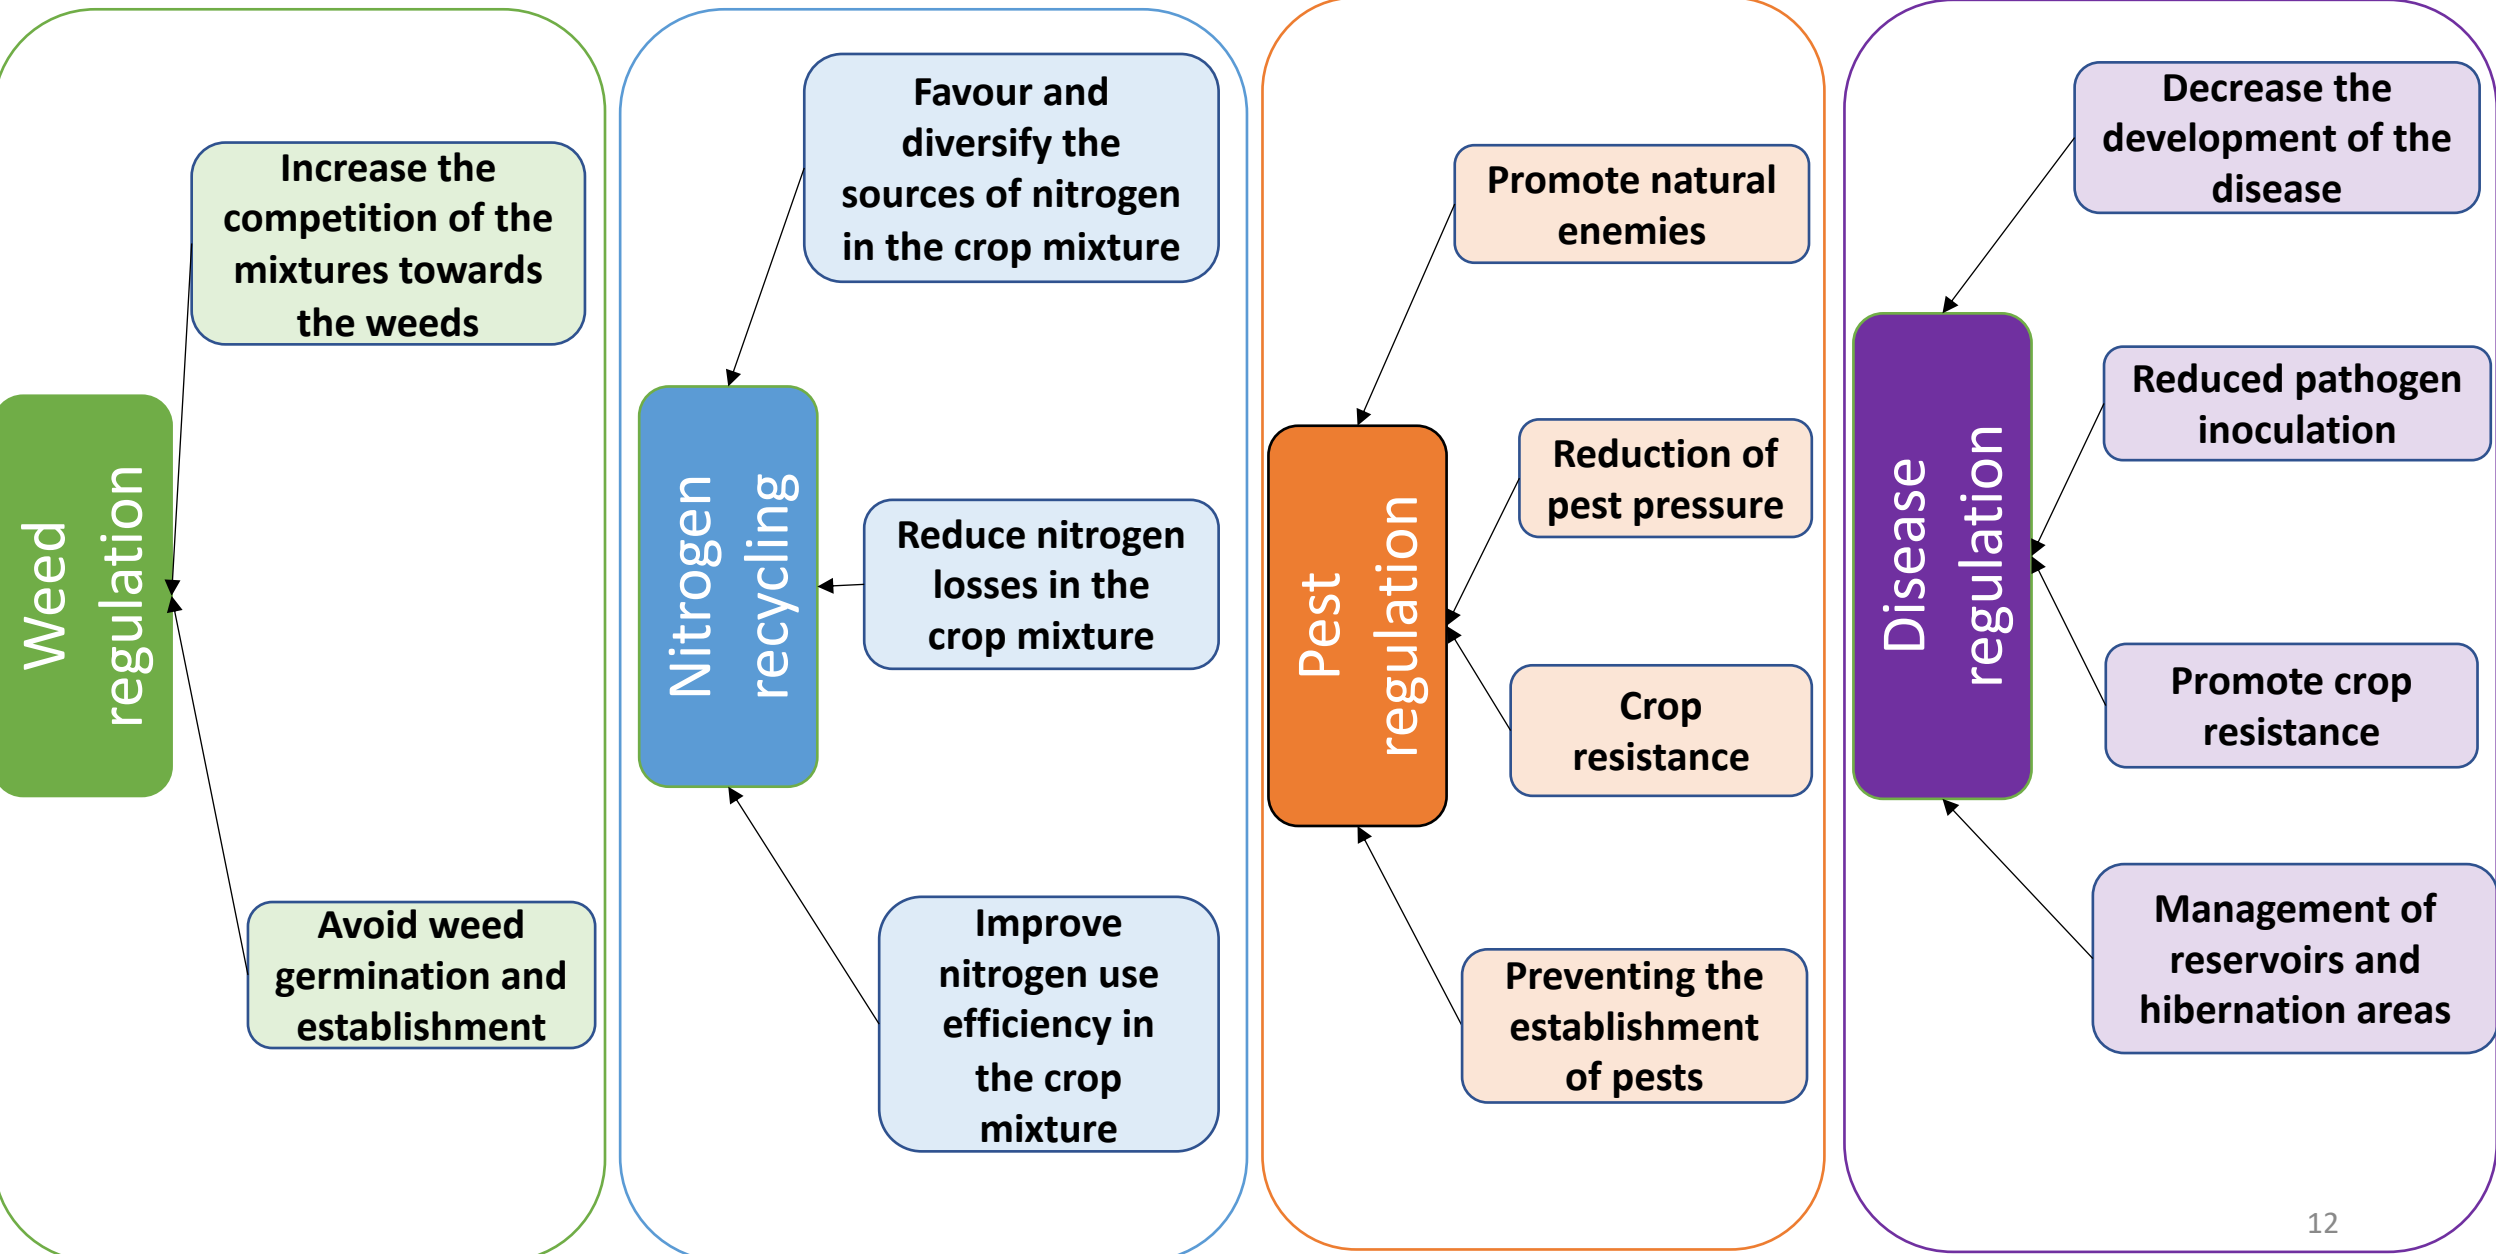 Weed
regulation
Increase the
competition of the
mixtures towards
the weeds
Avoid weed
germination and
establishment
Nitrogen
recycling
Favour and
diversify the
sources of nitrogen
in the crop mixture
Reduce nitrogen
losses in the
crop mixture
Improve
nitrogen use
efficiency in
the crop
mixture
Pest
regulation
Promote natural
enemies
Reduction of
pest pressure
Crop
resistance
Preventing the
establishment
of pests
Disease
regulation
Decrease the
development of the
disease
Reduced pathogen
inoculation
Promote crop
resistance
Management of
reservoirs and
hibernation areas
12